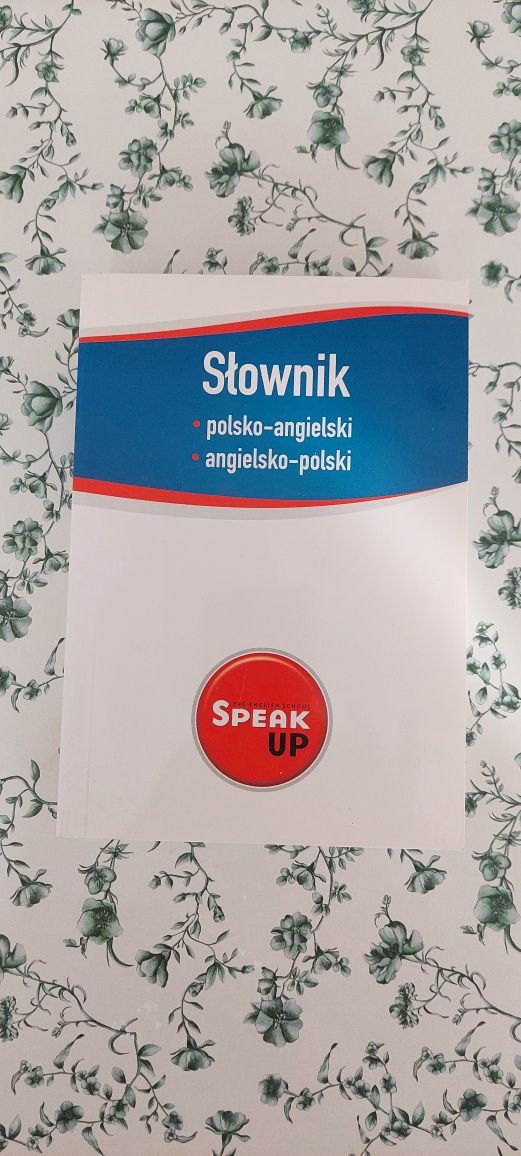 Słownik
• polsko-angielski
• angielsko-polski
THE ENGLISH SCHOOL
SPEAK
UP